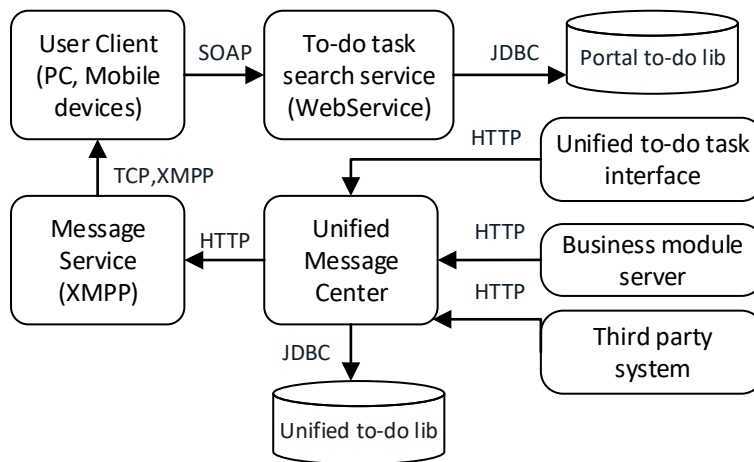 User Client
(PC, Mobile
devices)
SOAP
To-do task
search service
(WebService)
JDBC
Portal to-do lib
HTTP
Unified to-do task
interface
TCP,XMPP
Message
Service
(XMPP)
HTTP
Unified
Message
Center
HTTP
Business module
server
HTTP
Third party
system
JDBC
Unified to-do lib